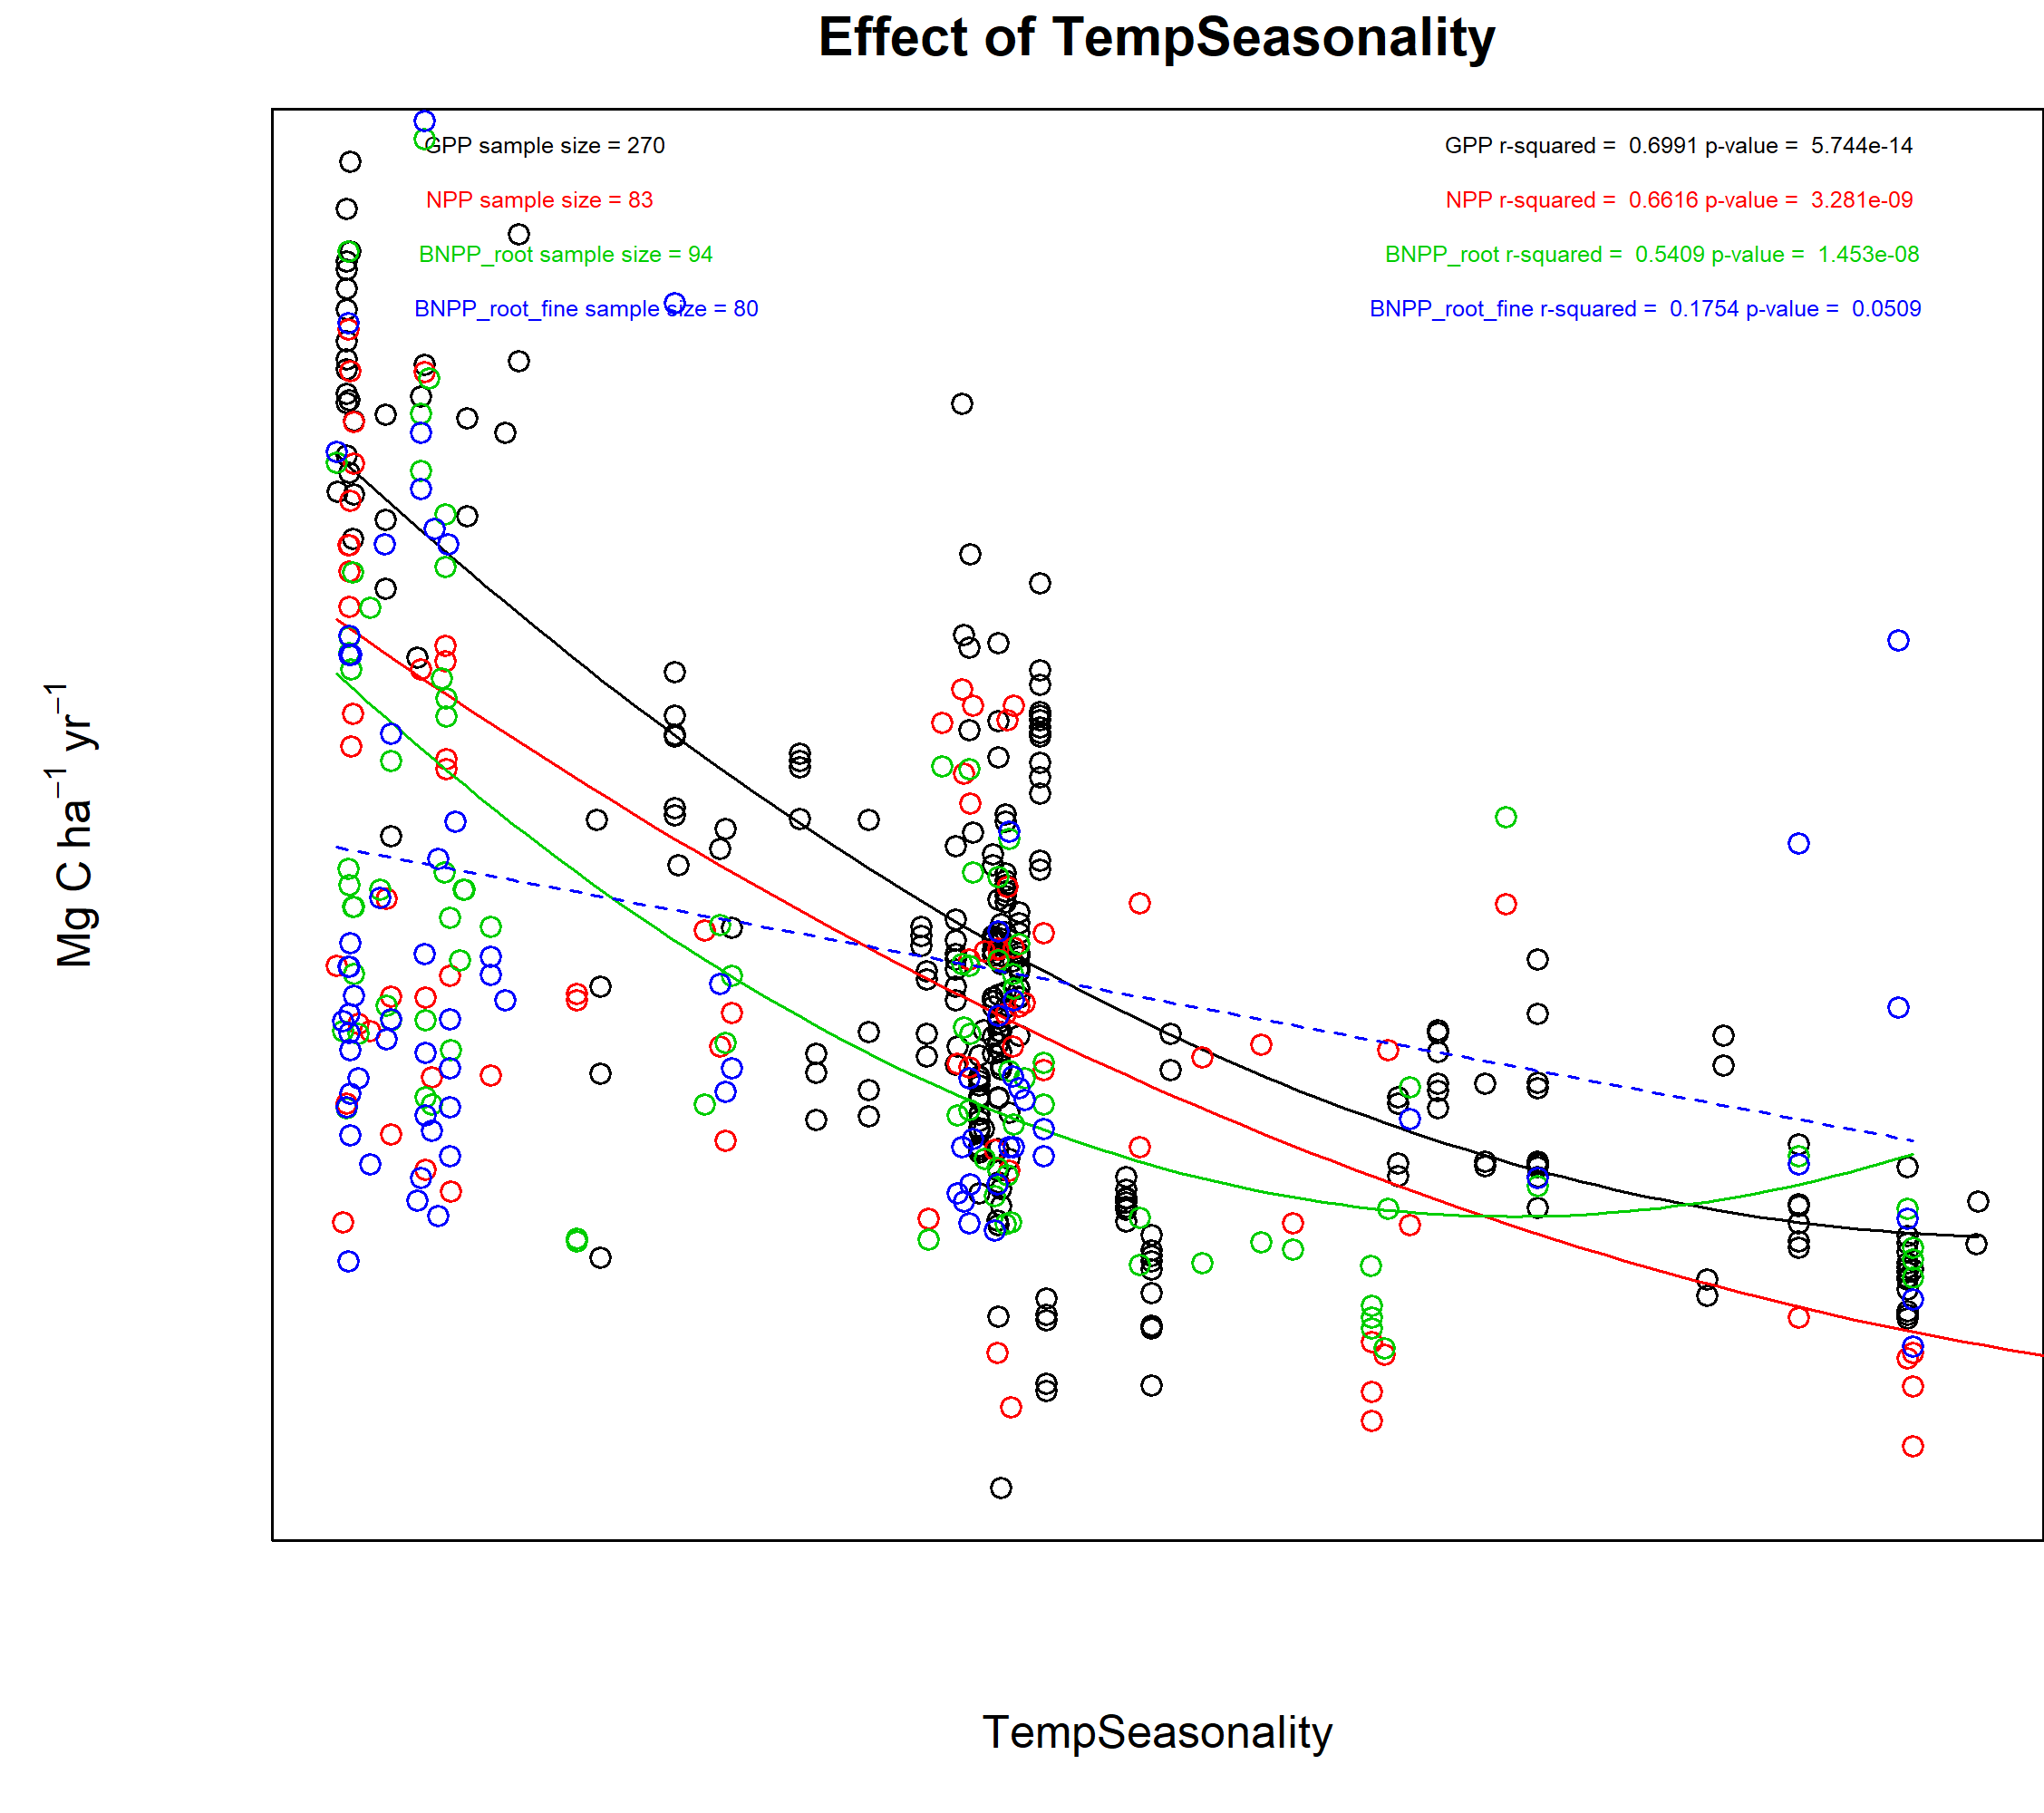 Effect of TempSeasonality
GPP sample size = 270
NPP sample size = 83
BNPP_root sample size = 94
BNPP_root_fine sample size = 80
GPP r-squared = 0.6991 p-value = 5.744e-14
NPP r-squared = 0.6616 p-value = 3.281e-09
BNPP_root r-squared = 0.5409 p-value = 1.453e-08
BNPP_root_fine r-squared = 0.1754 p-value = 0.0509
Mg C ha⁻¹ yr⁻¹
TempSeasonality